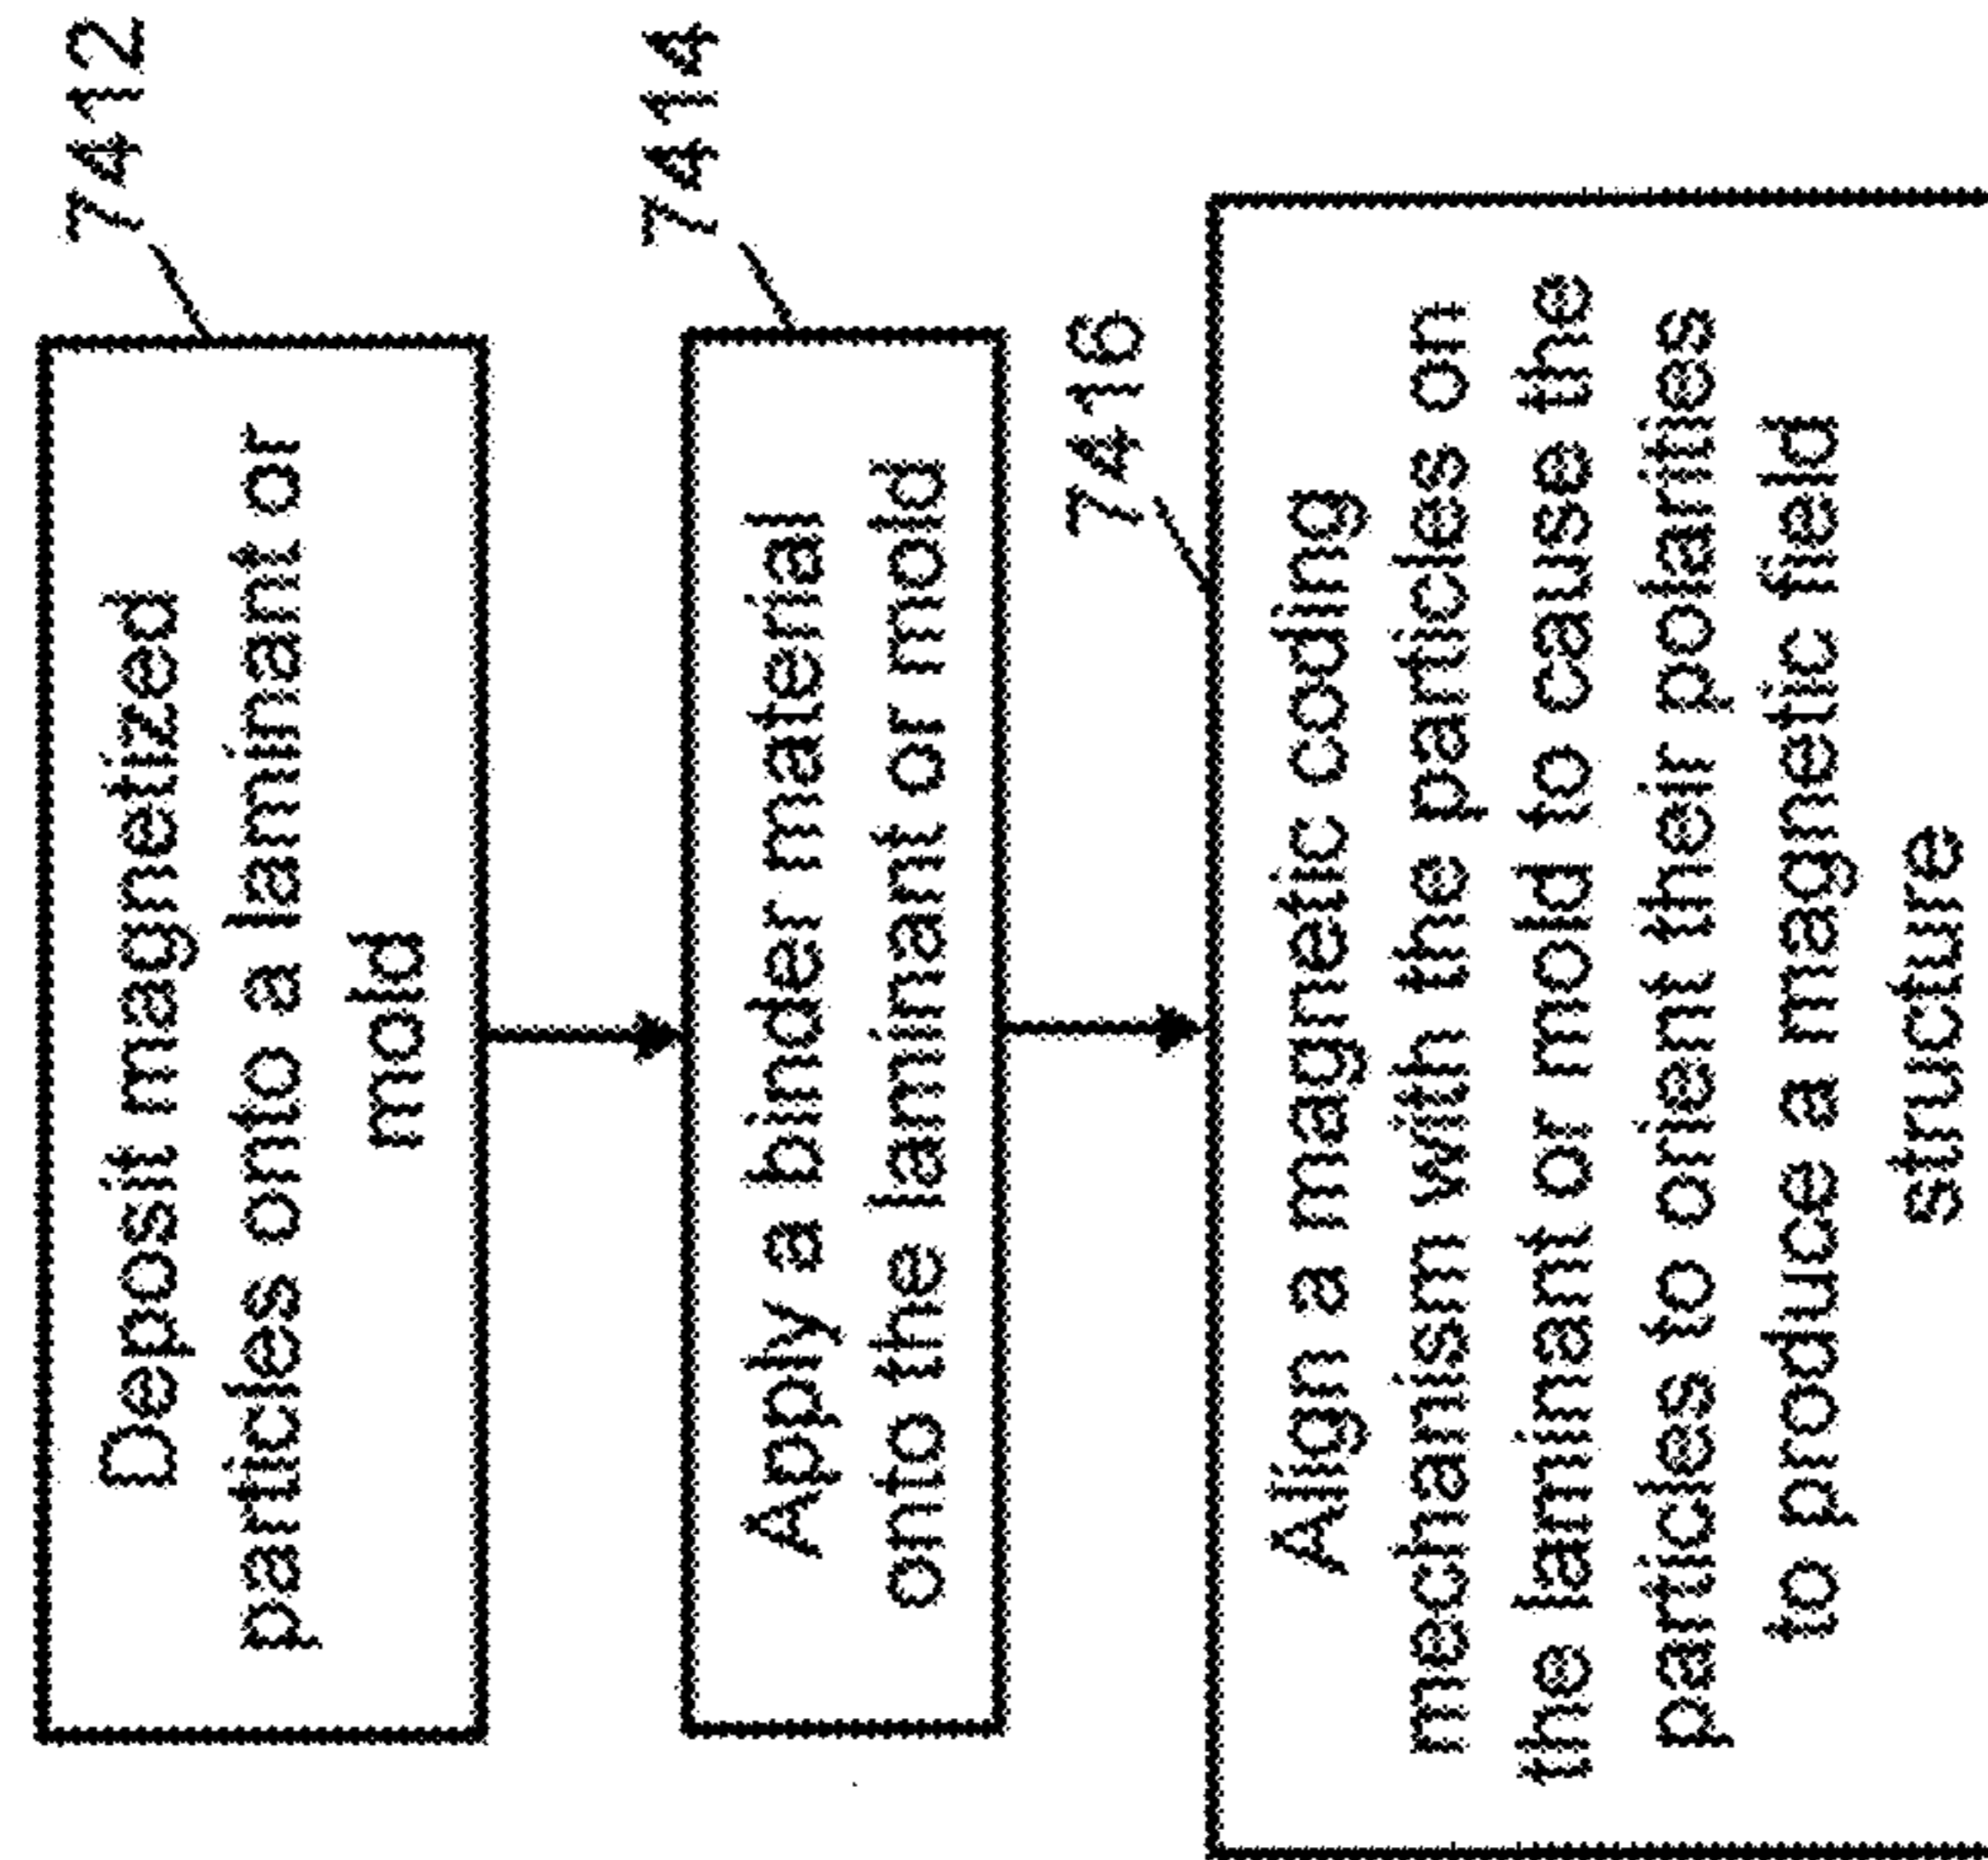 7412
Deposit magnetized
particles onto a laminant or
mold
7414
Apply a binder material
onto the laminant or mold
7416
Align a magnetic coding
mechanism with the particles on
the laminant or mold to cause the
particles to orient their polarities
to produce a magnetic field
structure